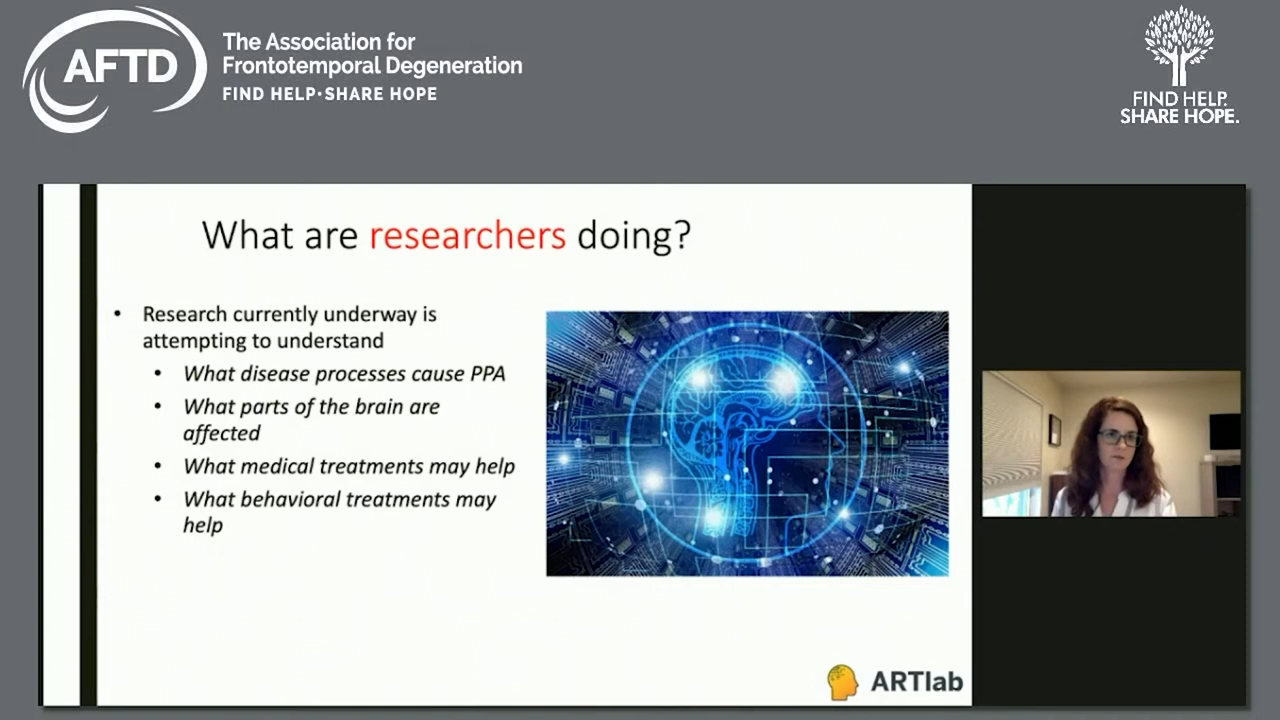 AFTD
The Association for
Frontotemporal Degeneration
FIND HELP•SHARE HOPE
FIND HELP.
SHARE HOPE.
What are researchers doing?
• Research currently underway is
attempting to understand
• What disease processes cause PPA
• What parts of the brain are
affected
• What medical treatments may help
• What behavioral treatments may
help
ARTlab